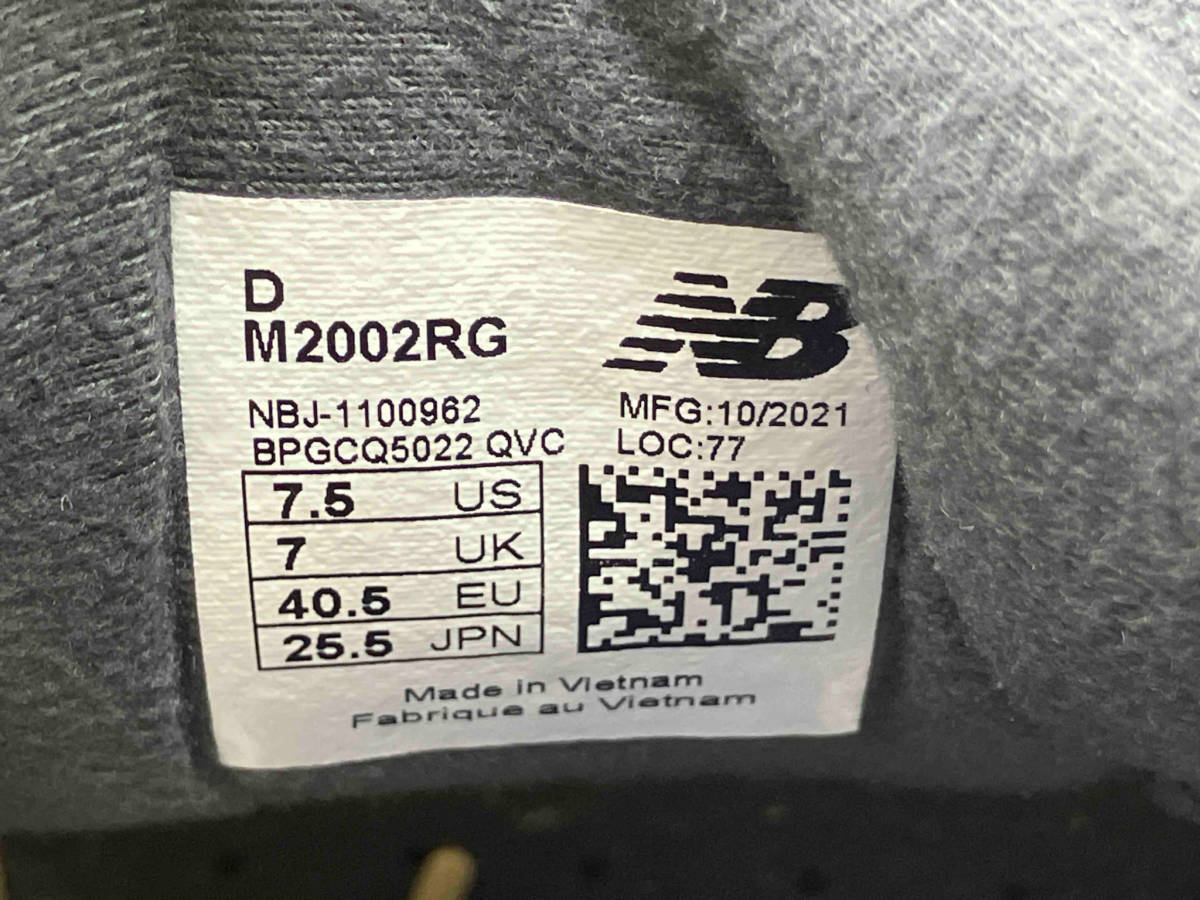 D
M2002RG
NB
NBJ-1100962
MFG:10/2021
BPGCQ5022 QVC
LOC:77
7.5 US
7 UK
40.5 EU
25.5 JPN
Made in Vietnam
Fabrique au Vietnam